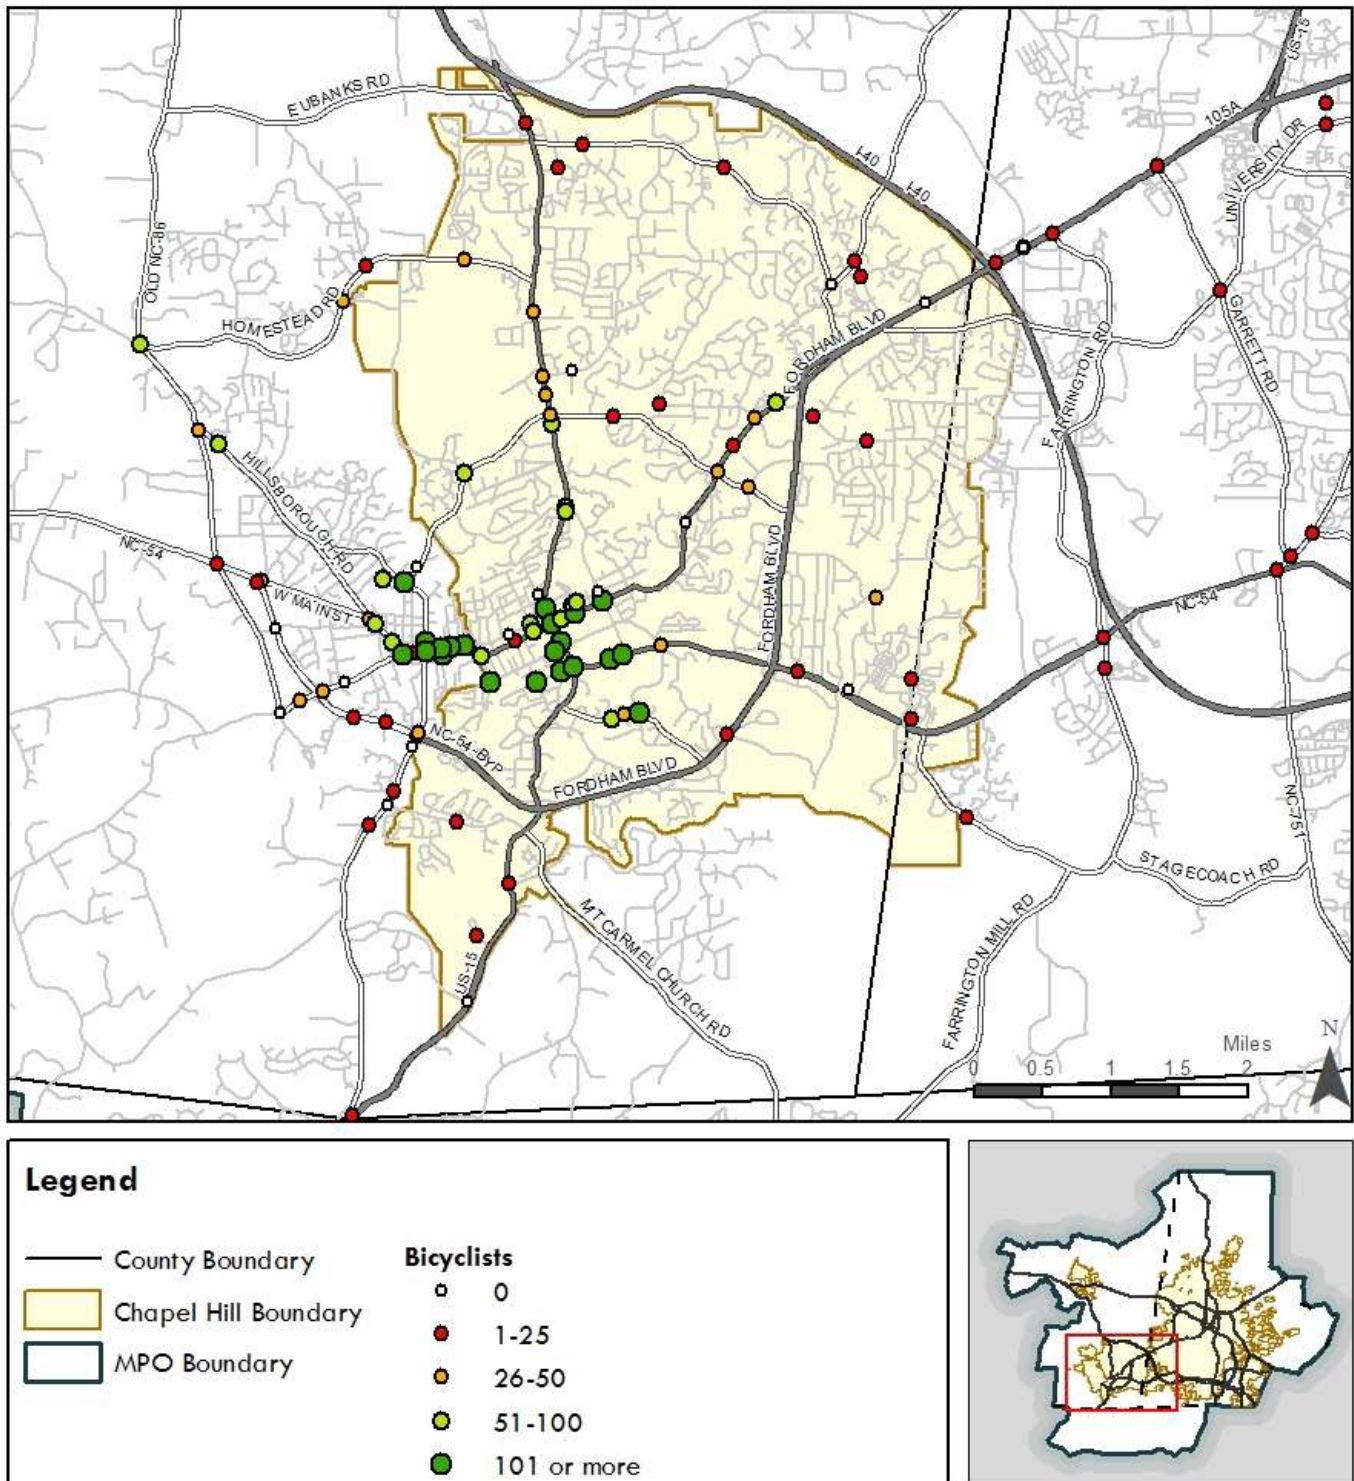 US-15
EUBANKS RD
105A
UNIVERSITY DR
I-40
I-40
OLD NC-86
HOMESTEAD RD
FORDHAM BLVD
FARRINGTON RD
GARRETT RD
HILLSBOROUGH RD
NC-54
W MAIN ST
FORDHAM BLVD
NC-54
NC-54-BYP
FORDHAM BLVD
NC-751
STAGECOACH RD
MT CARMEL CHURCH RD
FARRINGTON MILL RD
US-15
N
Miles
0 0.5 1 1.5 2
Legend
County Boundary
Chapel Hill Boundary
MPO Boundary
Bicyclists
0
1-25
26-50
51-100
101 or more